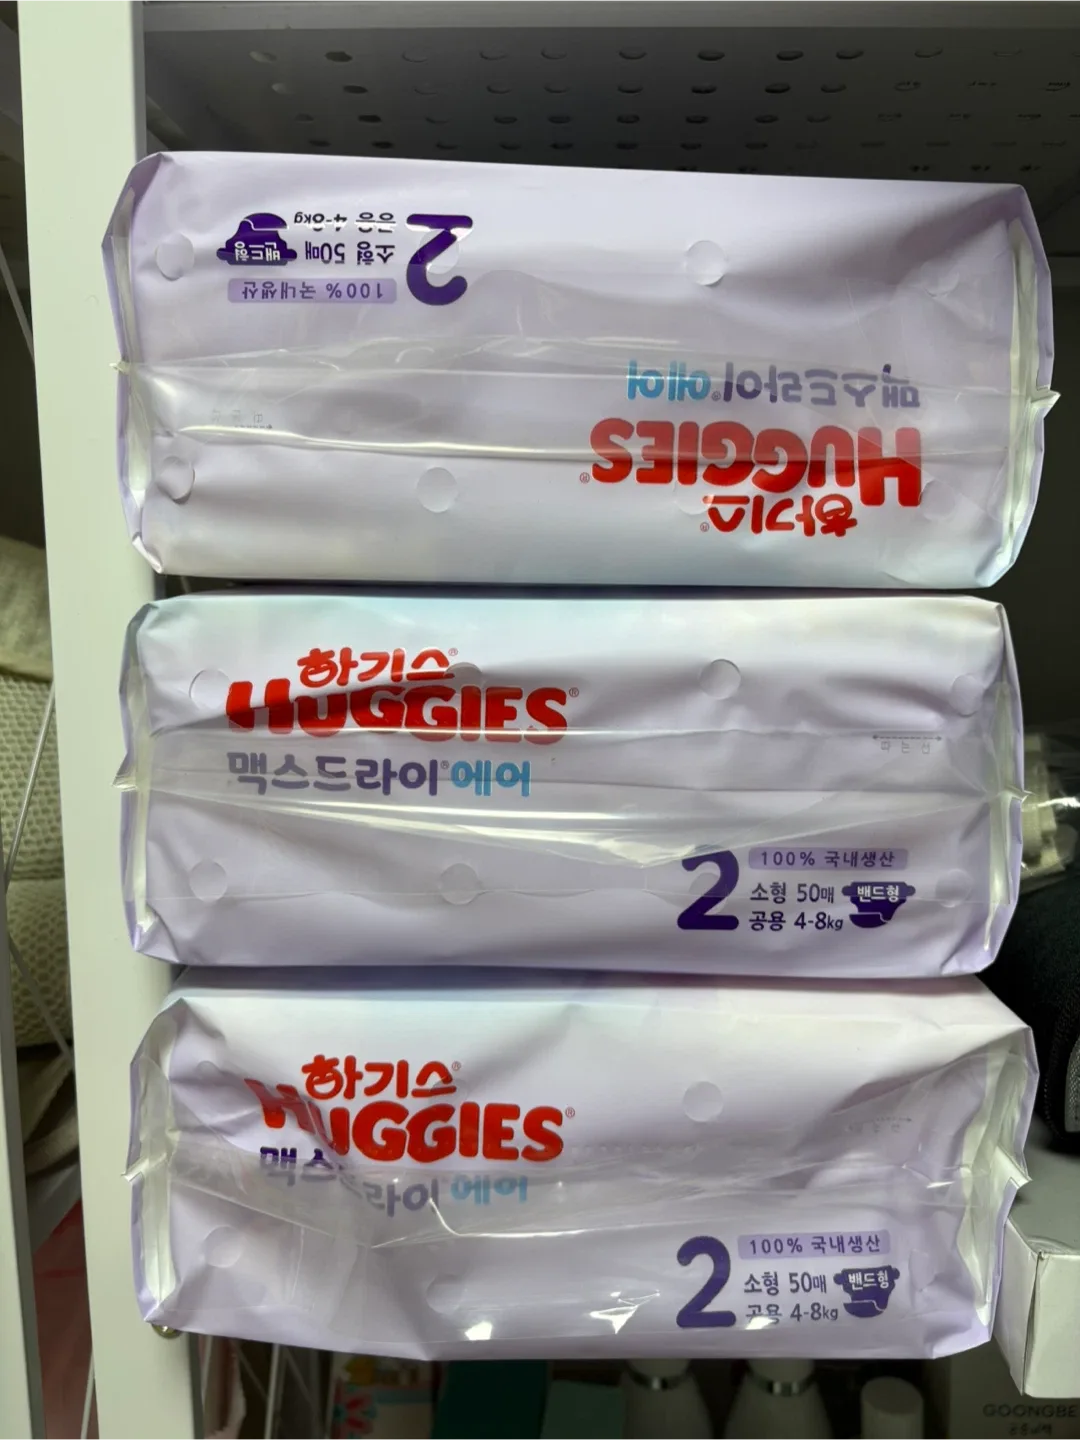 하기스®
HUGGIES®
맥스드라이®에어
2
100% 국내생산
소형 50매
공용 4-8kg
밴드형
하기스®
HUGGIES®
맥스드라이®에어
2
100% 국내생산
소형 50매
공용 4-8kg
밴드형
하기스®
HUGGIES®
맥스드라이 에어
2
100% 국내생산
소형 50매
공용 4-8kg
밴드형
GOONGBE